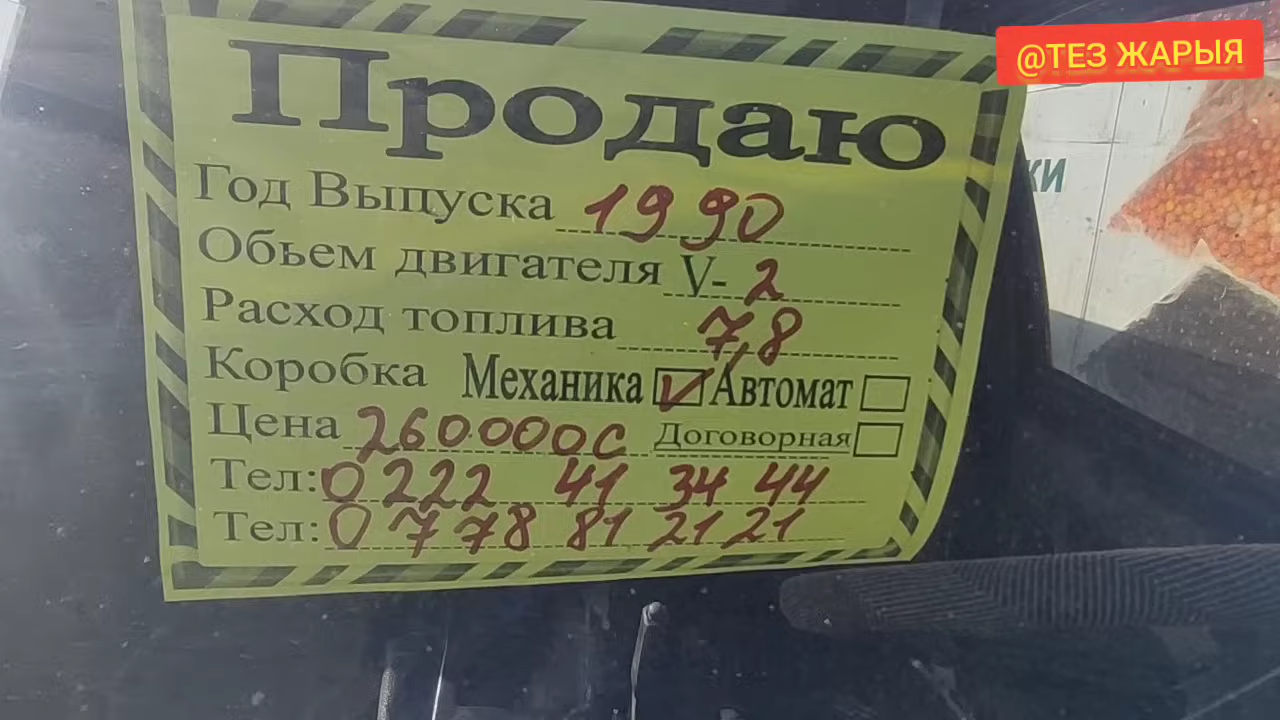 @ТЕЗ ЖАРЫЯ
Продаю
Год Выпуска 1990
Обьем двигателя V- 2
Расход топлива 7,8
Коробка Механика Автомат
Цена 260000с Договорная
Тел: 0222 41 34 44
Тел: 0778 81 21 21
КИ